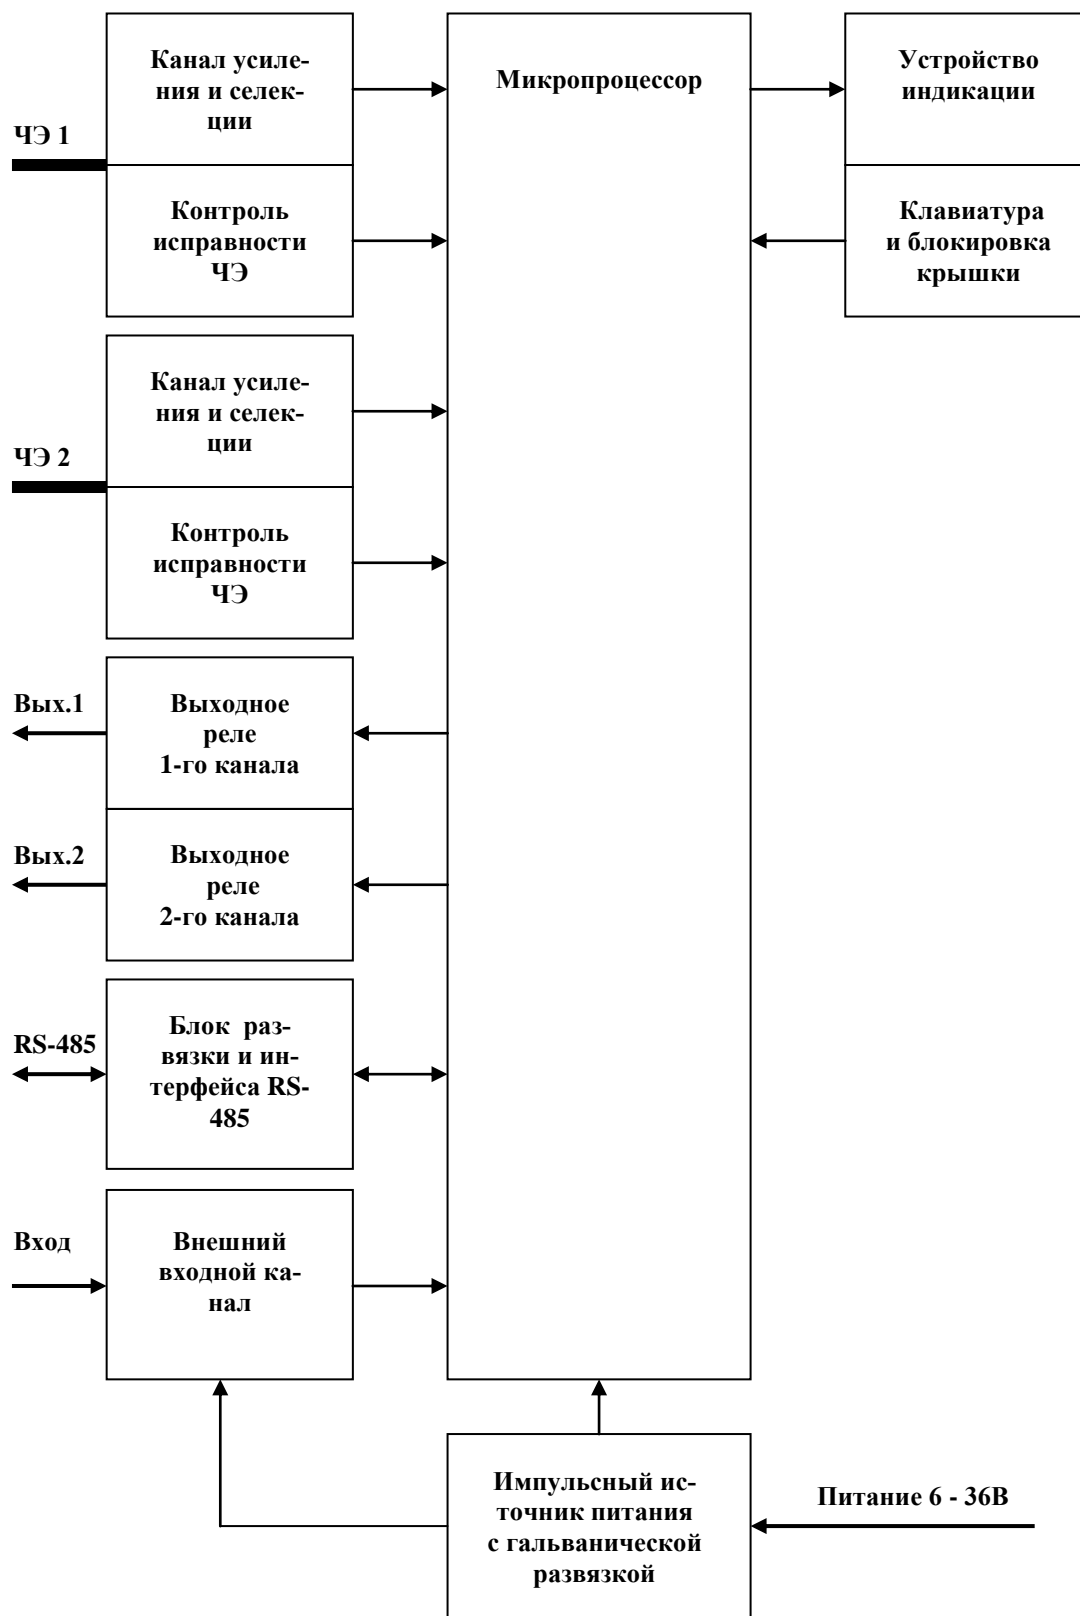 Канал усиле-
ния и селек-
ции
Микропроцессор
Устройство
индикации
ЧЭ 1
Контроль
исправности
ЧЭ
Клавиатура
и блокировка
крышки
Канал усиле-
ния и селек-
ции
ЧЭ 2
Контроль
исправности
ЧЭ
Вых.1
Выходное
реле
1-го канала
Вых.2
Выходное
реле
2-го канала
RS-485
Блок раз-
вязки и ин-
терфейса RS-
485
Вход
Внешний
входной ка-
нал
Импульсный ис-
точник питания
с гальванической
развязкой
Питание 6 - 36В